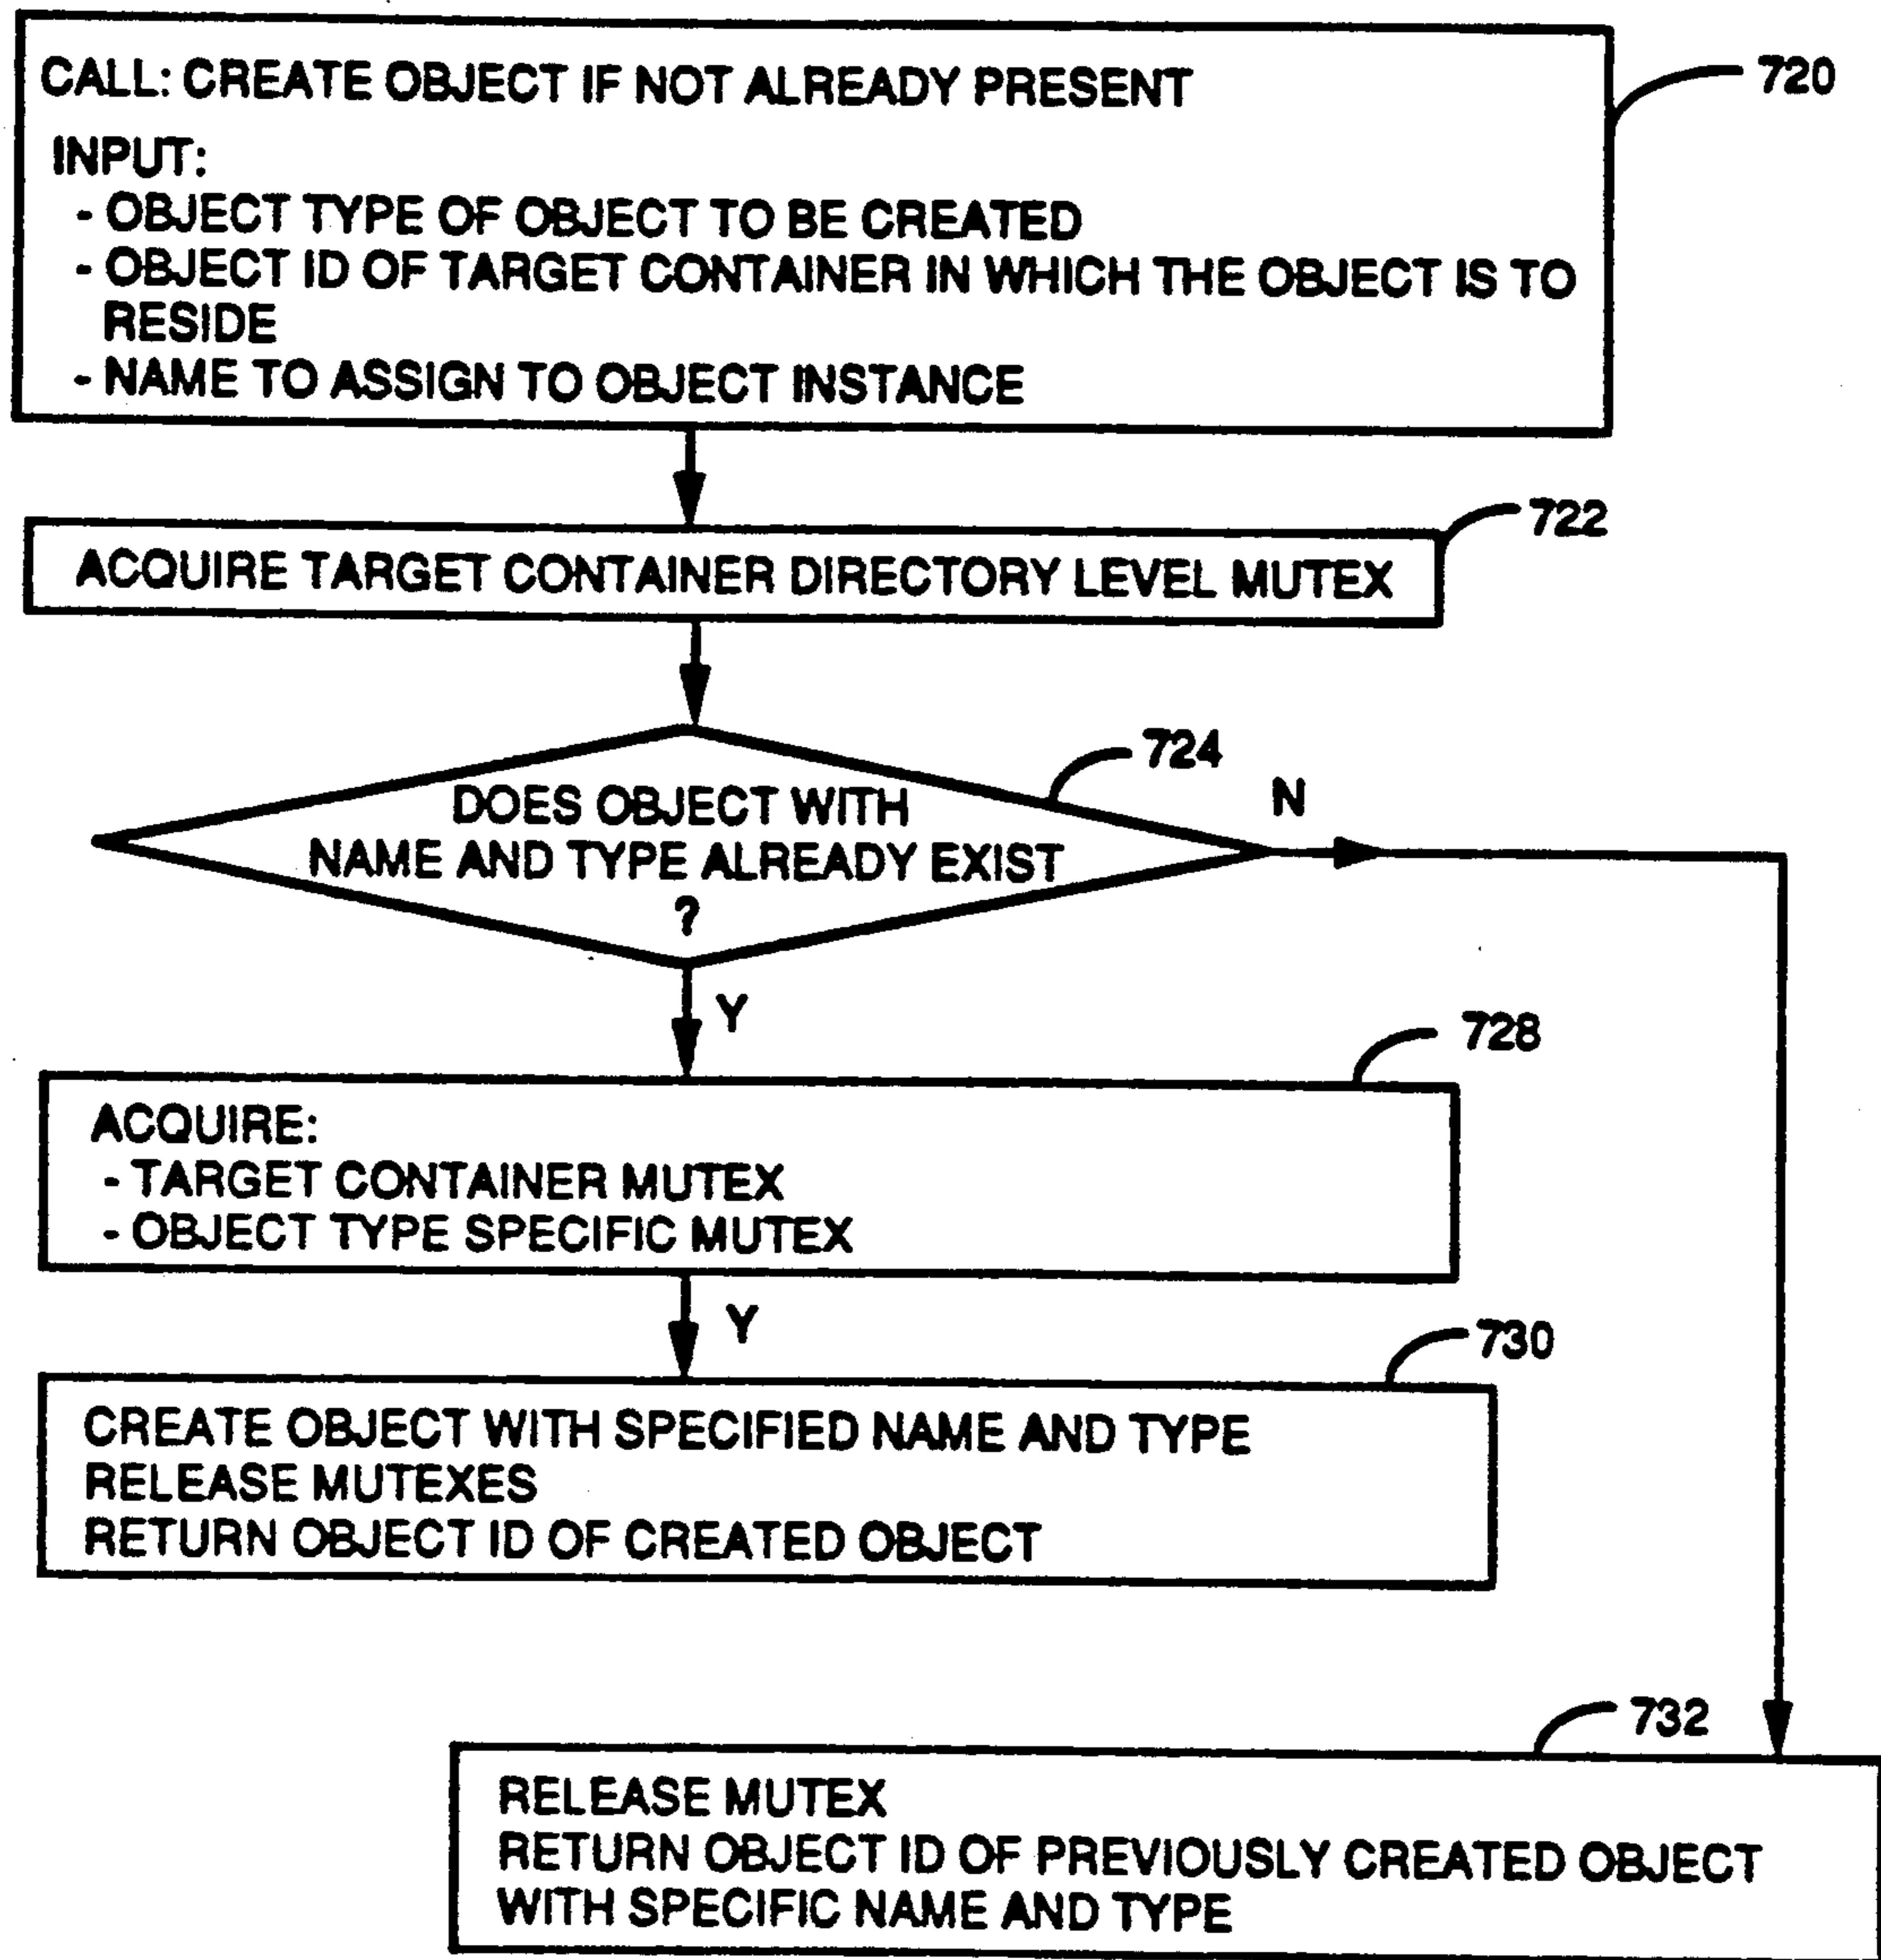 CALL: CREATE OBJECT IF NOT ALREADY PRESENT
720
INPUT:
- OBJECT TYPE OF OBJECT TO BE CREATED
- OBJECT ID OF TARGET CONTAINER IN WHICH THE OBJECT IS TO
RESIDE
- NAME TO ASSIGN TO OBJECT INSTANCE
722
ACQUIRE TARGET CONTAINER DIRECTORY LEVEL MUTEX
724
N
DOES OBJECT WITH
NAME AND TYPE ALREADY EXIST
?
Y
728
ACQUIRE:
- TARGET CONTAINER MUTEX
- OBJECT TYPE SPECIFIC MUTEX
Y
730
CREATE OBJECT WITH SPECIFIED NAME AND TYPE
RELEASE MUTEXES
RETURN OBJECT ID OF CREATED OBJECT
732
RELEASE MUTEX
RETURN OBJECT ID OF PREVIOUSLY CREATED OBJECT
WITH SPECIFIC NAME AND TYPE